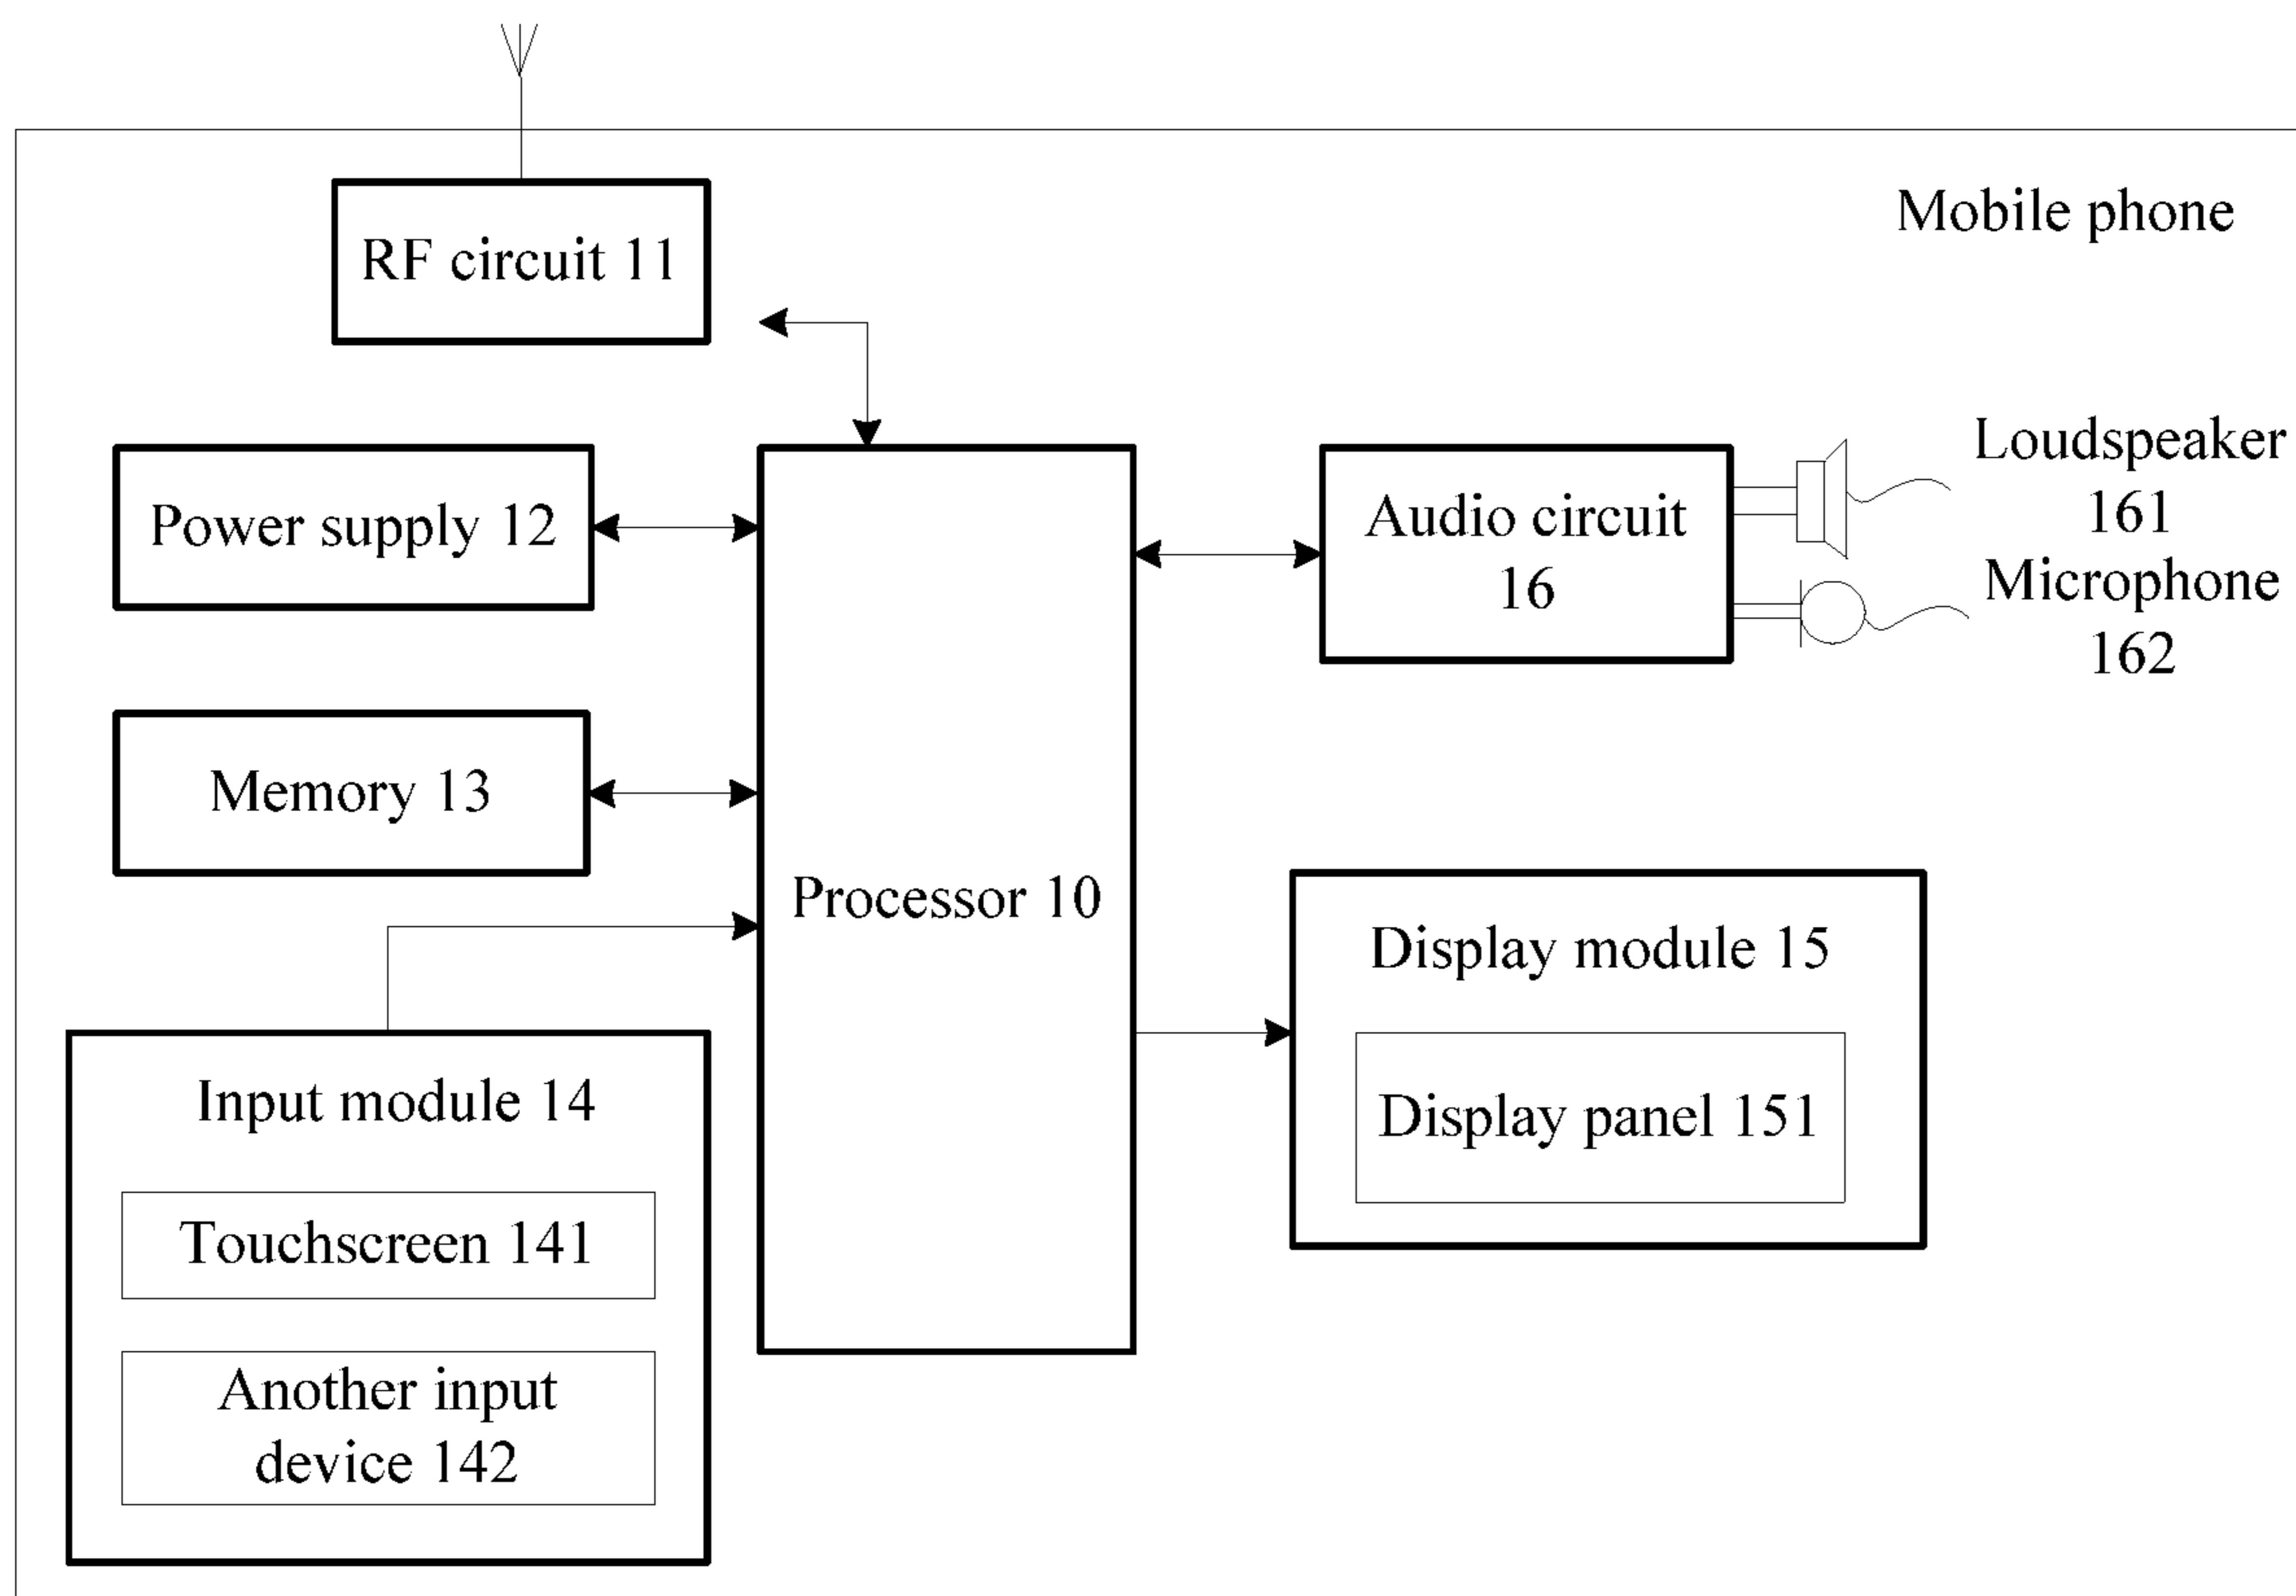 Mobile phone
RF circuit 11
Power supply 12
Memory 13
Input module 14
Touchscreen 141
Another input
device 142
Processor 10
Audio circuit
16
Loudspeaker
161
Microphone
162
Display module 15
Display panel 151